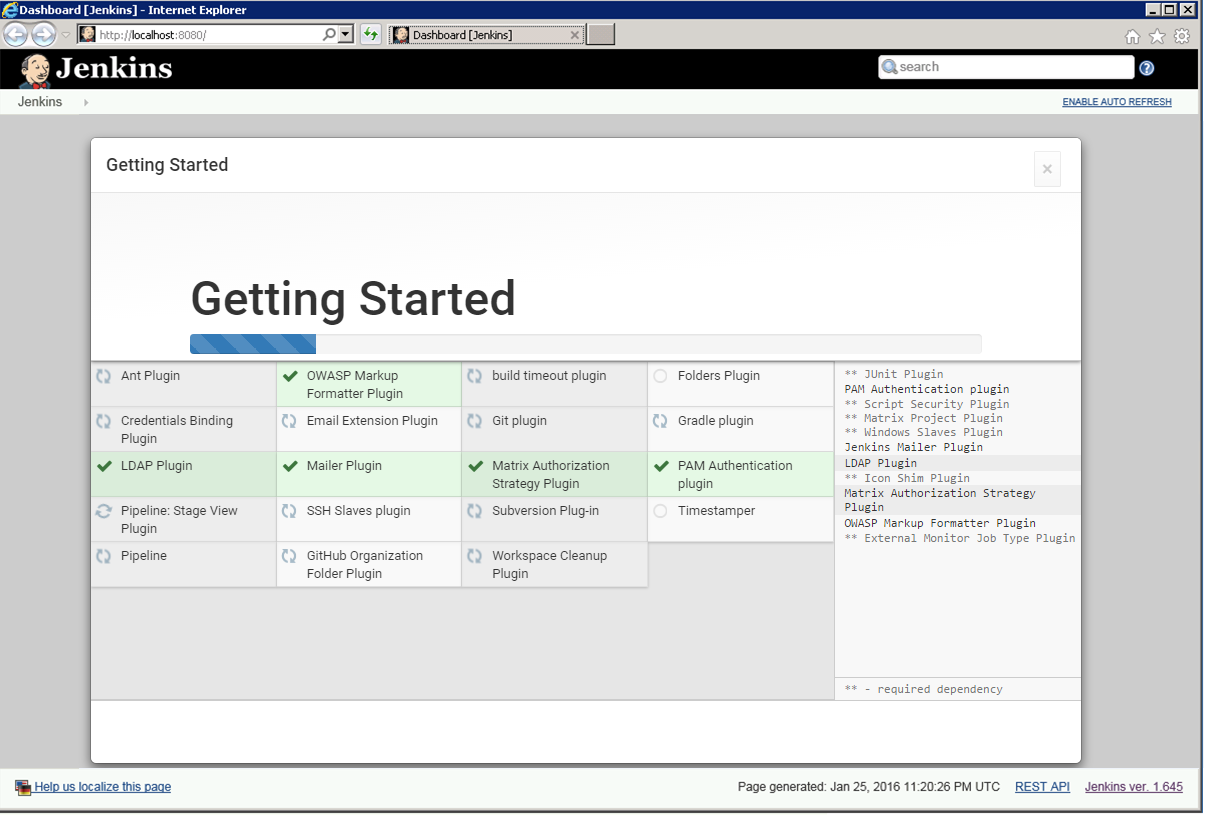 Dashboard [Jenkins] - Internet Explorer
http://localhost:8080/
Dashboard [Jenkins]
Jenkins
search
Jenkins
ENABLE AUTO REFRESH
Getting Started
Getting Started
Ant Plugin
OWASP Markup
Formatter Plugin
build timeout plugin
Folders Plugin
Credentials Binding
Plugin
Email Extension Plugin
Git plugin
Gradle plugin
LDAP Plugin
Mailer Plugin
Matrix Authorization
Strategy Plugin
PAM Authentication
plugin
Pipeline: Stage View
Plugin
SSH Slaves plugin
Subversion Plug-in
Timestamper
Pipeline
GitHub Organization
Folder Plugin
Workspace Cleanup
Plugin
** JUnit Plugin
PAM Authentication plugin
** Script Security Plugin
** Matrix Project Plugin
** Windows Slaves Plugin
Jenkins Mailer Plugin
LDAP Plugin
** Icon Shim Plugin
Matrix Authorization Strategy
Plugin
OWASP Markup Formatter Plugin
** External Monitor Job Type Plugin
** - required dependency
Help us localize this page
Page generated: Jan 25, 2016 11:20:26 PM UTC
REST API
Jenkins ver. 1.645